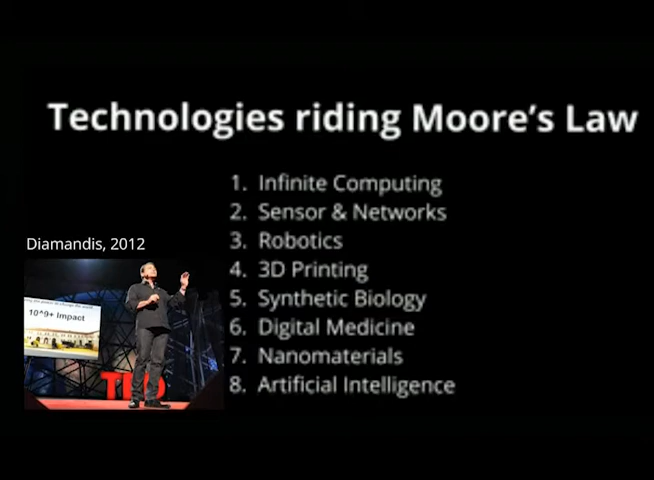 Technologies riding Moore's Law
1. Infinite Computing
2. Sensor & Networks
3. Robotics
4. 3D Printing
5. Synthetic Biology
6. Digital Medicine
7. Nanomaterials
8. Artificial Intelligence
Diamandis, 2012
10^9+ Impact
TED